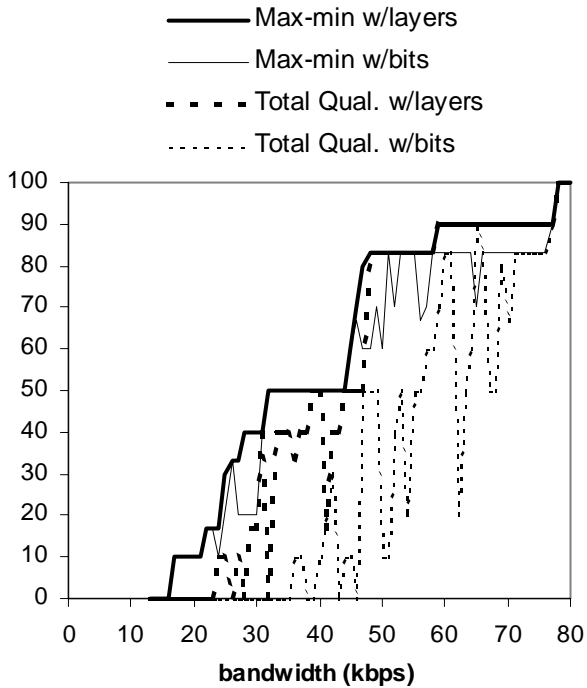 Max-min w/layers
Max-min w/bits
Total Qual. w/layers
Total Qual. w/bits
100
90
80
70
60
50
40
30
20
10
0
0 10 20 30 40 50 60 70 80
bandwidth (kbps)